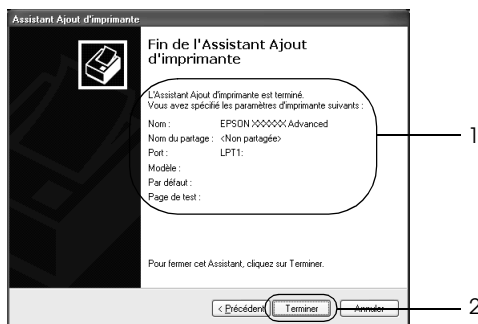 Assistant Ajout d'imprimante
Fin de l'Assistant Ajout
d'imprimante
L'Assistant Ajout d'imprimante est terminé.
Vous avez spécifié les paramètres d'imprimante suivants :
Nom : EPSON XXXXXX Advanced
Nom du partage : <Non partagée>
Port : LPT1:
Modèle :
Par défaut :
Page de test :
1
Pour fermer cet Assistant, cliquez sur Terminer.
< Précédent Terminer Annuler
2